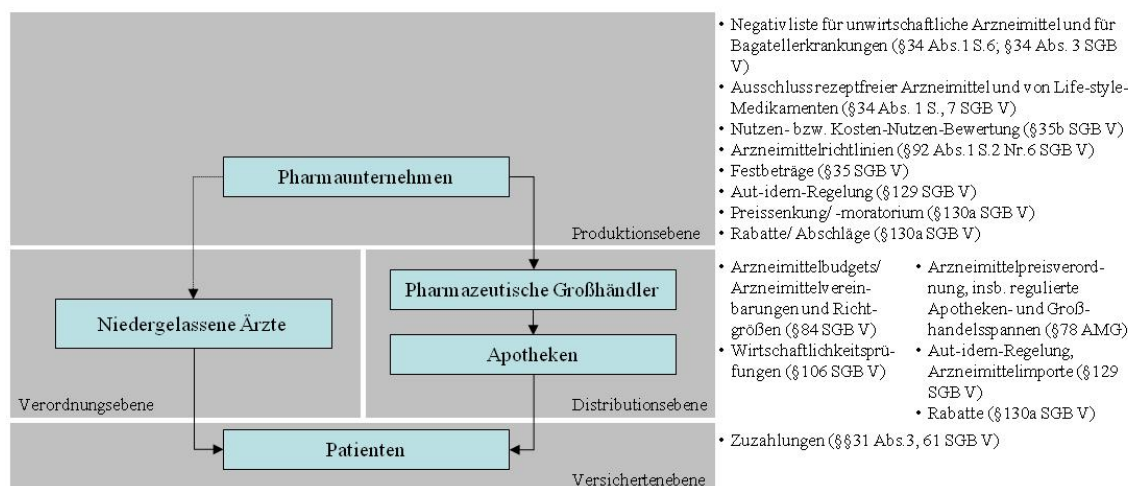 Pharmaunternehmen
Produktionsebene
Niedergelassene Ärzte
Verordnungsebene
Pharmazeutische Großhändler
Apotheken
Distributionsebene
Patienten
Versichertenebene
• Negativliste für unwirtschaftliche Arzneimittel und für
Bagatellerkrankungen (§34 Abs.1 S.6; §34 Abs. 3 SGB
V)
• Ausschluss rezeptfreier Arzneimittel und von Life-style-
Medikamenten (§34 Abs. 1 S., 7 SGB V)
• Nutzen- bzw. Kosten-Nutzen-Bewertung (§35b SGB V)
• Arzneimittelrichtlinien (§92 Abs.1 S.2 Nr.6 SGB V)
• Festbeträge (§35 SGB V)
• Aut-idem-Regelung (§129 SGB V)
• Preissenkung/ -moratorium (§130a SGB V)
• Rabatte/ Abschläge (§130a SGB V)
• Arzneimittelbudgets/
Arzneimittelverein-
barungen und Richt-
größen (§84 SGB V)
• Wirtschaftlichkeitsprü-
fungen (§106 SGB V)
• Arzneimittelpreisverord-
nung, insb. regulierte
Apotheken- und Groß-
handelsspannen (§78 AMG)
• Aut-idem-Regelung,
Arzneimittelimporte (§129
SGB V)
• Rabatte (§130a SGB V)
• Zuzahlungen (§§31 Abs.3, 61 SGB V)